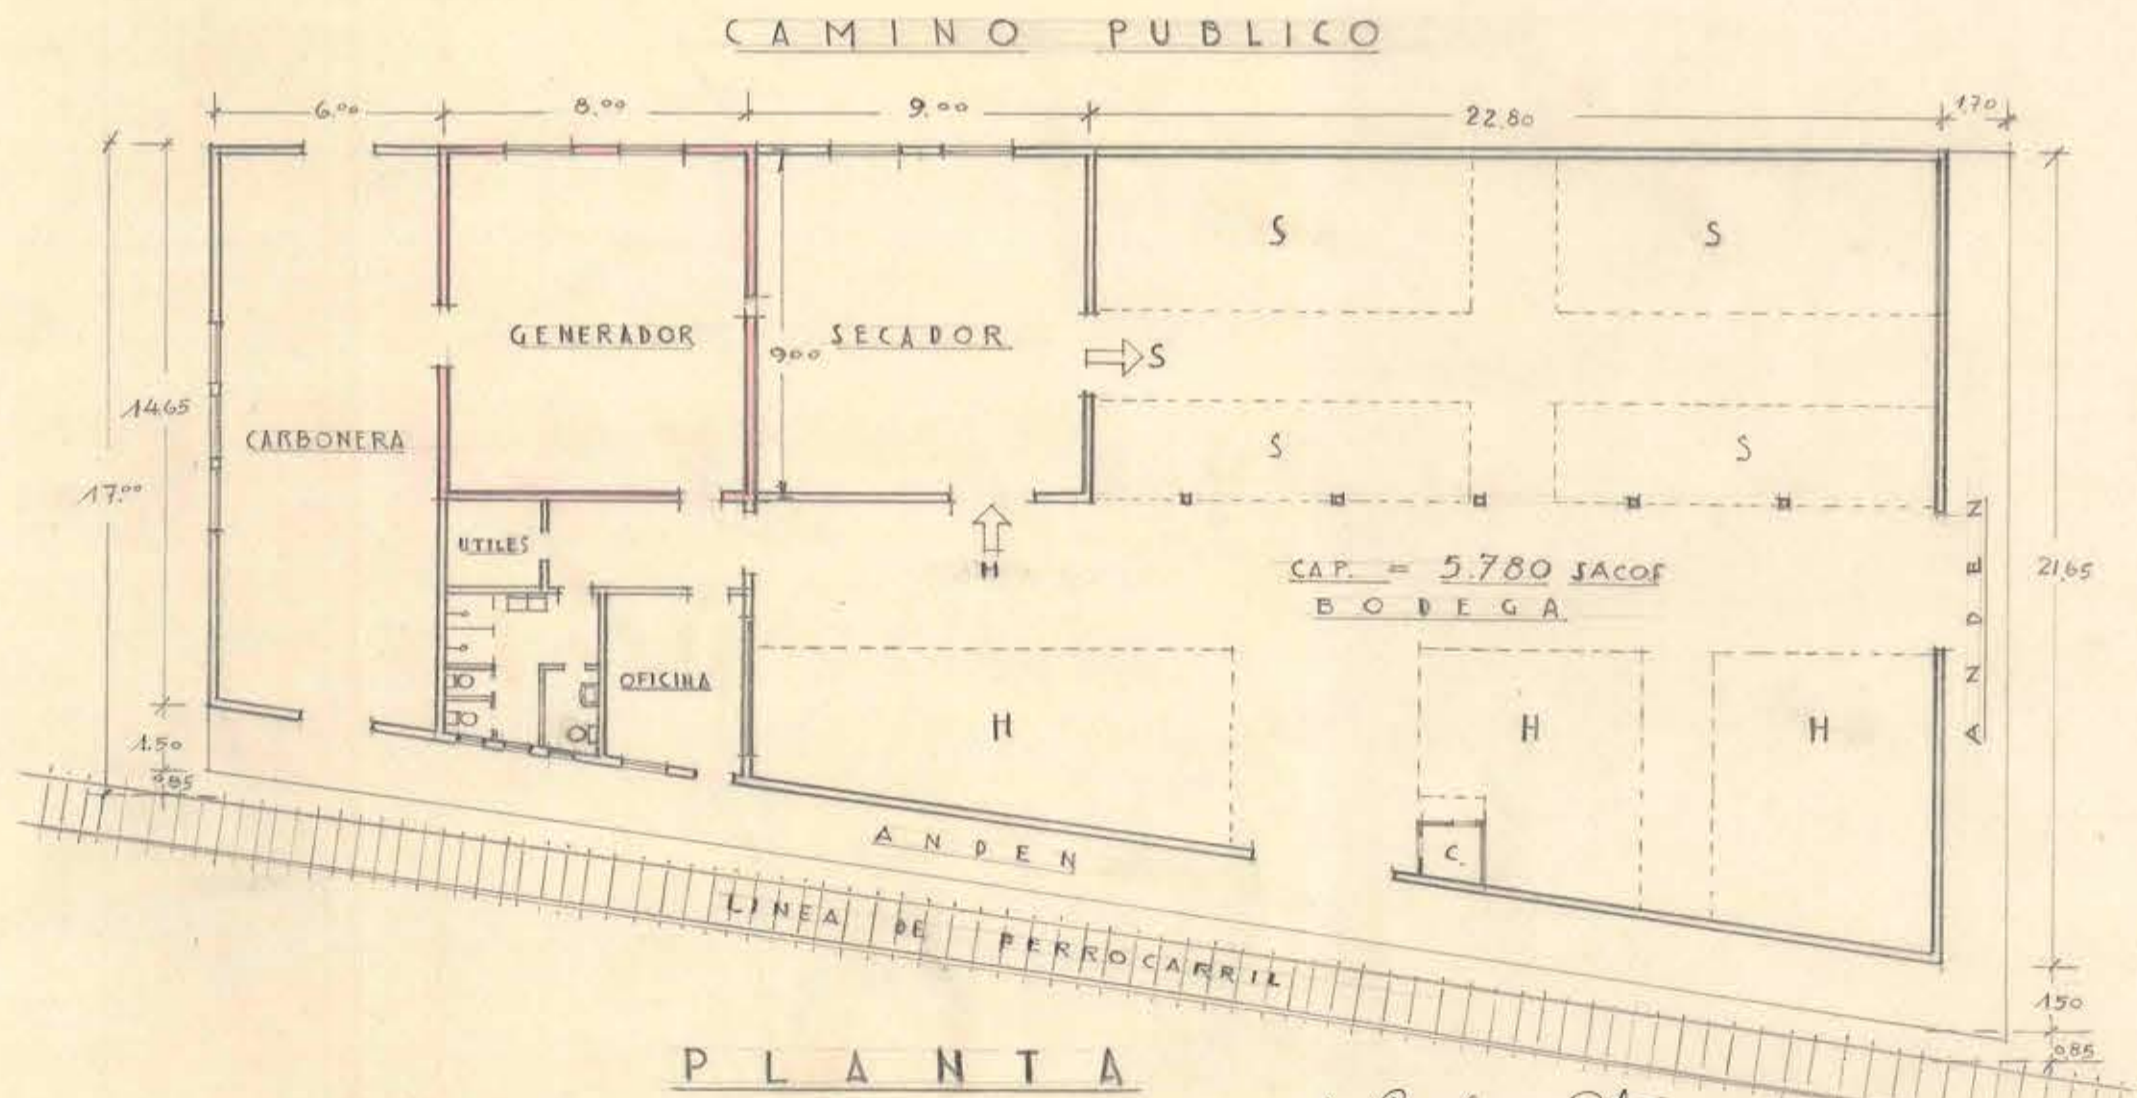 CAMINO PUBLICO
6.00 8.00 9.00 22.80 1.70
S S
GENERADOR 9.00 SECADOR S
14.65
CARBONERA S S
17.00
UTILES
H
CAP. = 5.780 SACOS
BODEGA
21.65
ANDEN
OFICINA
H H H
1.50
0.85
ANDEN
C.
LINEA DE FERROCARRIL
1.50
0.85
PLANTA